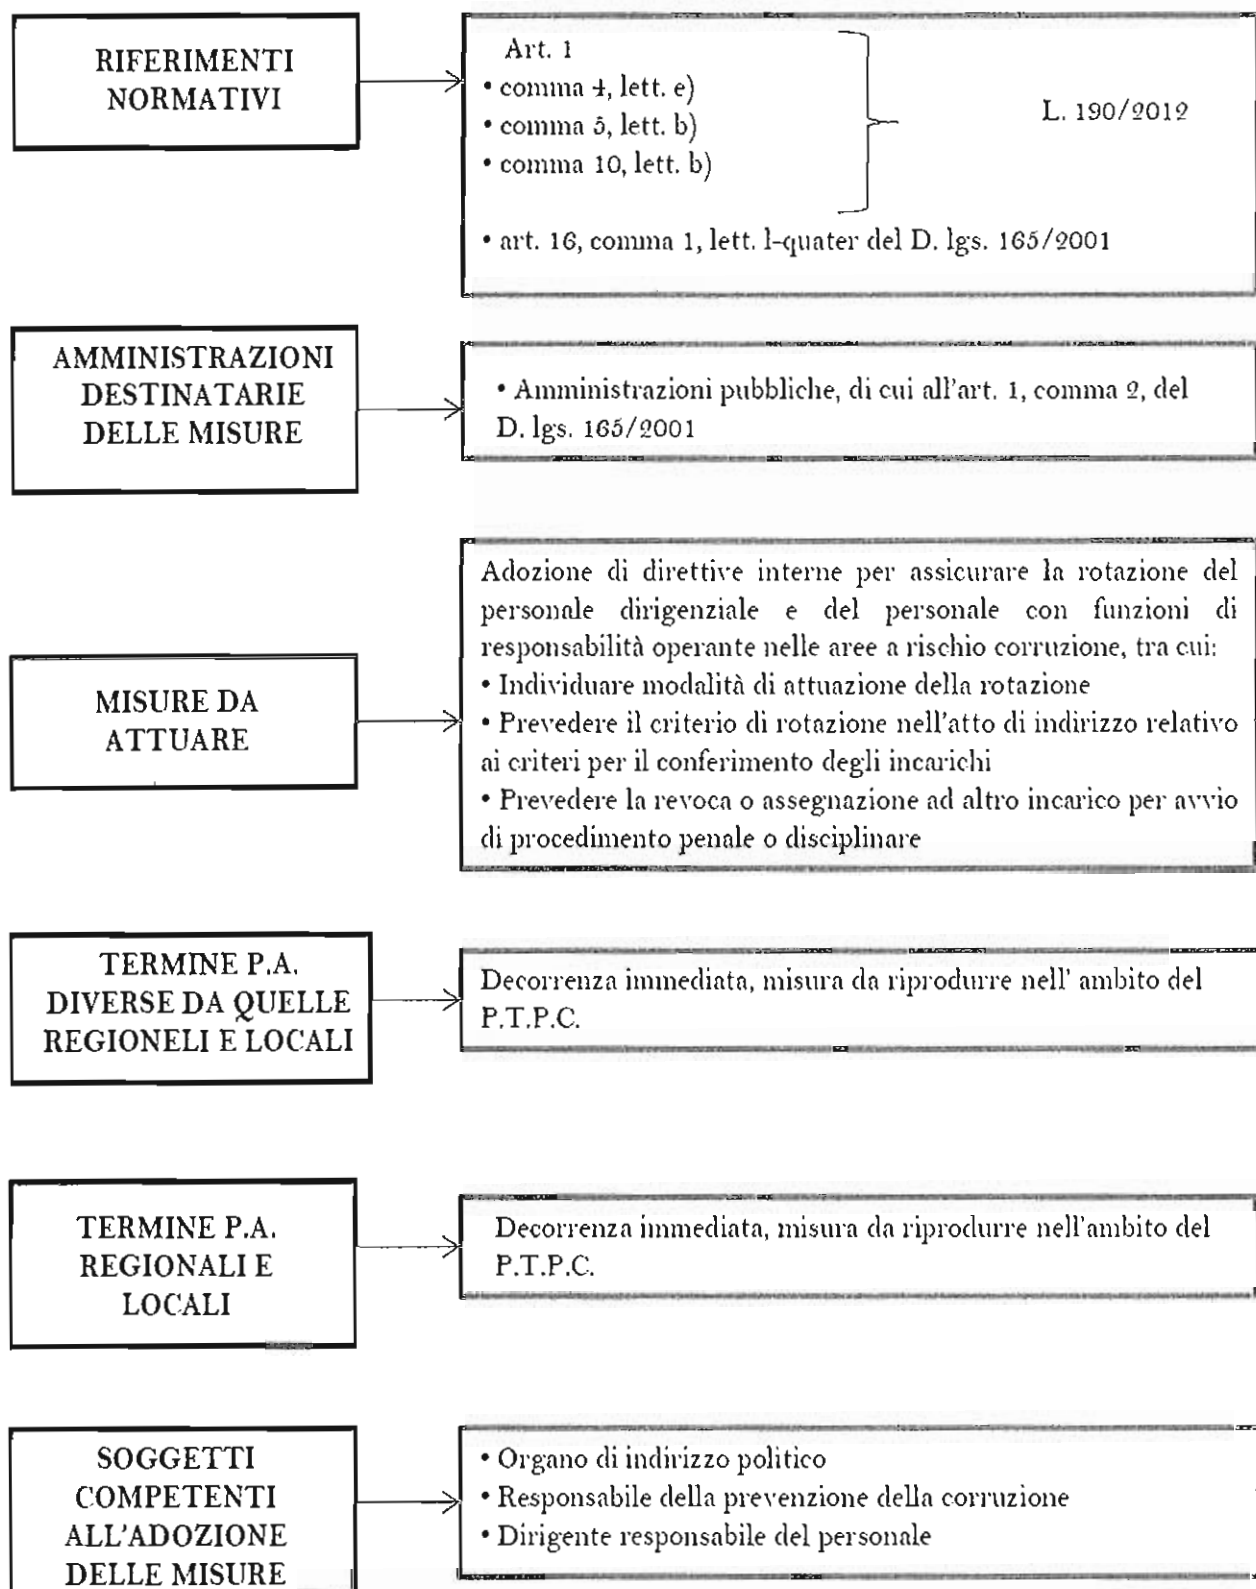 RIFERIMENTI
NORMATIVI
Art. 1
• comma 4, lett. e)
• comma 5, lett. b)
• comma 10, lett. b)
L. 190/2012
• art. 16, comma 1, lett. l-quater del D. lgs. 165/2001
AMMINISTRAZIONI
DESTINATARIE
DELLE MISURE
• Amministrazioni pubbliche, di cui all'art. 1, comma 2, del
D. lgs. 165/2001
MISURE DA
ATTUARE
Adozione di direttive interne per assicurare la rotazione del
personale dirigenziale e del personale con funzioni di
responsabilità operante nelle aree a rischio corruzione, tra cui:
• Individuare modalità di attuazione della rotazione
• Prevedere il criterio di rotazione nell'atto di indirizzo relativo
ai criteri per il conferimento degli incarichi
• Prevedere la revoca o assegnazione ad altro incarico per avvio
di procedimento penale o disciplinare
TERMINE P.A.
DIVERSE DA QUELLE
REGIONELI E LOCALI
Decorrenza immediata, misura da riprodurre nell' ambito del
P.T.P.C.
TERMINE P.A.
REGIONALI E
LOCALI
Decorrenza immediata, misura da riprodurre nell'ambito del
P.T.P.C.
SOGGETTI
COMPETENTI
ALL'ADOZIONE
DELLE MISURE
• Organo di indirizzo politico
• Responsabile della prevenzione della corruzione
• Dirigente responsabile del personale